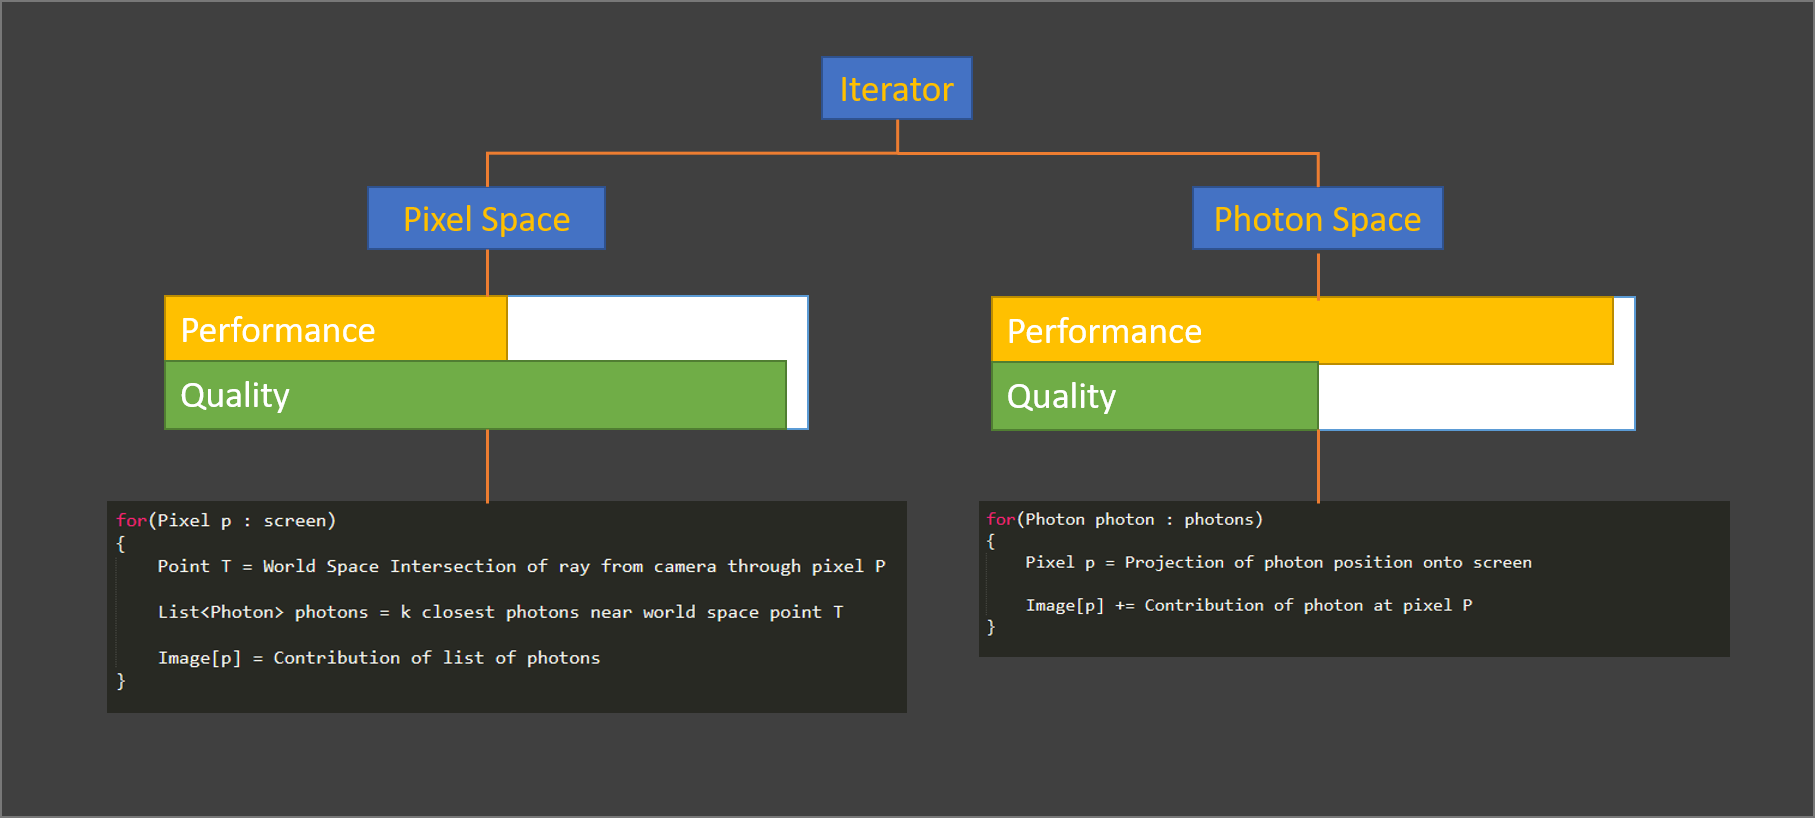 Iterator
Pixel Space
Photon Space
Performance
Quality
Performance
Quality
for(Pixel p : screen)
{
Point T = World Space Intersection of ray from camera through pixel P
List<Photon> photons = k closest photons near world space point T
Image[p] = Contribution of list of photons
}
for(Photon photon : photons)
{
Pixel p = Projection of photon position onto screen
Image[p] += Contribution of photon at pixel P
}